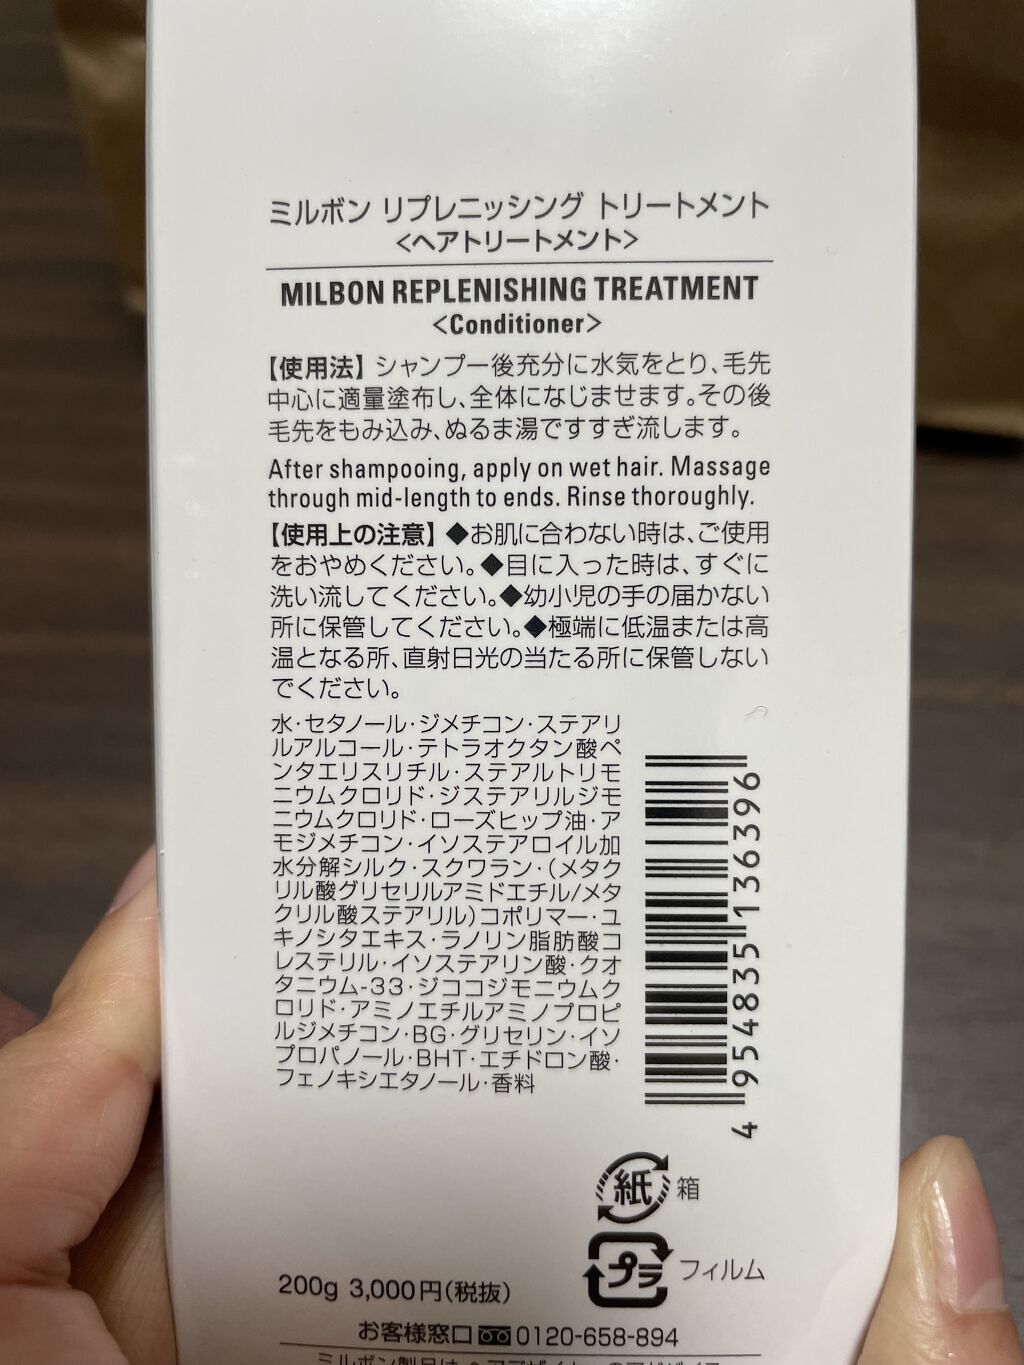 ミルボン リプレニッシング トリートメント
<ヘアトリートメント>
MILBON REPLENISHING TREATMENT
<Conditioner>
【使用法】シャンプー後充分に水気をとり、毛先
中心に適量塗布し、全体になじませます。その後
毛先をもみ込み、ぬるま湯ですすぎ流します。
After shampooing, apply on wet hair. Massage
through mid-length to ends. Rinse thoroughly.
【使用上の注意】◆お肌に合わない時は、ご使用
をおやめください。◆目に入った時は、すぐに
洗い流してください。◆幼小児の手の届かない
所に保管してください。◆極端に低温または高
温となる所、直射日光の当たる所に保管しない
でください。
水・セタノール・ジメチコン・ステアリ
ルアルコール・テトラオクタン酸ペ
ンタエリスリチル・ステアルトリモ
ニウムクロリド・ジステアリルジモ
ニウムクロリド・ローズヒップ油・ア
モジメチコン・イソステアロイル加
水分解シルク・スクワラン・(メタク
リル酸グリセリルアミドエチル/メタ
クリル酸ステアリル)コポリマー・ユ
キノシタエキス・ラノリン脂肪酸コ
レステリル・イソステアリン酸・クオ
タニウム-33・ジココジモニウムク
ロリド・アミノエチルアミノプロピ
ルジメチコン・BG・グリセリン・イソ
プロパノール・BHT・エチドロン酸・
フェノキシエタノール・香料
4 954835 136396
紙 箱
プラ フィルム
200g 3,000円(税抜)
お客様窓口 0120-658-894
ミルボン製品は